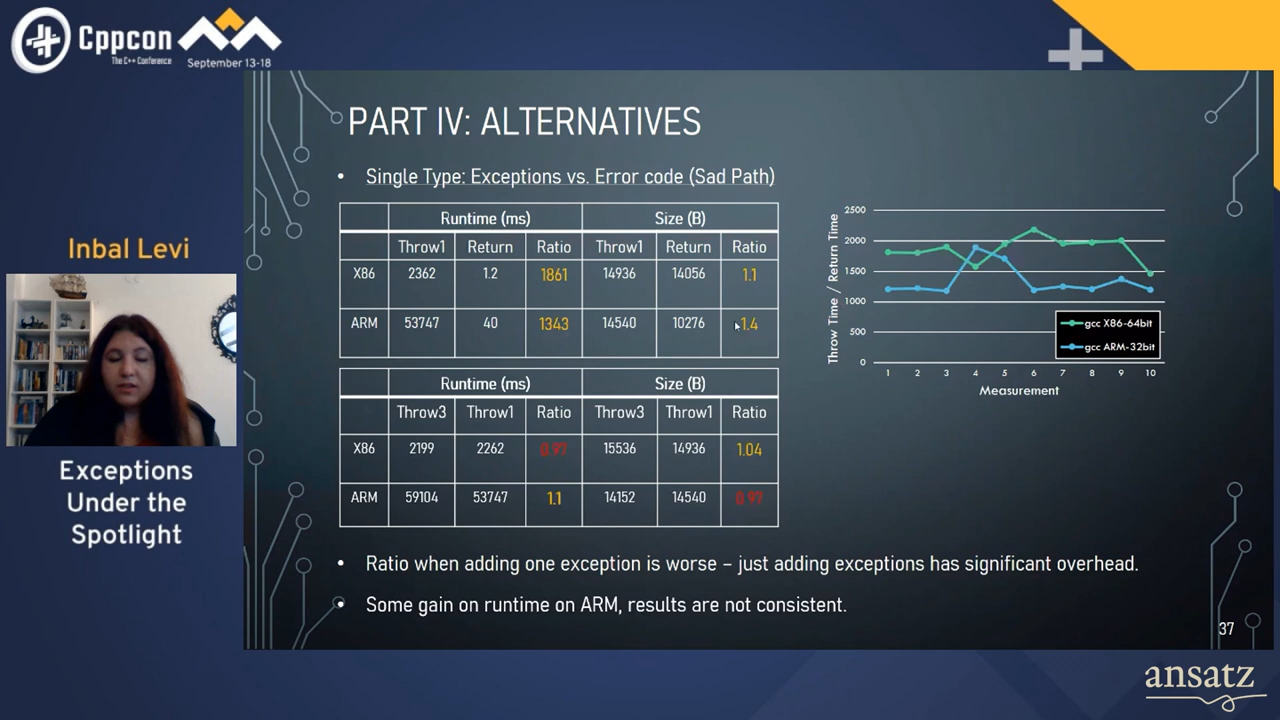 Cppcon
The C++ Conference
September 13-18
Inbal Levi
Exceptions
Under the
Spotlight
PART IV: ALTERNATIVES
• Single Type: Exceptions vs. Error code (Sad Path)
Runtime (ms) Size (B)
Throw1 Return Ratio Throw1 Return Ratio
X86 2362 1.2 1861 14936 14056 1.1
ARM 53747 40 1343 14540 10276 1.4
Runtime (ms) Size (B)
Throw3 Throw1 Ratio Throw3 Throw1 Ratio
X86 2199 2262 0.97 15536 14936 1.04
ARM 59104 53747 1.1 14152 14540 0.97
Throw Time / Return Time
2500
2000
1500
1000
500
0
gcc X86-64bit
gcc ARM-32bit
1 2 3 4 5 6 7 8 9 10
Measurement
• Ratio when adding one exception is worse – just adding exceptions has significant overhead.
• Some gain on runtime on ARM, results are not consistent.
37
ansatz